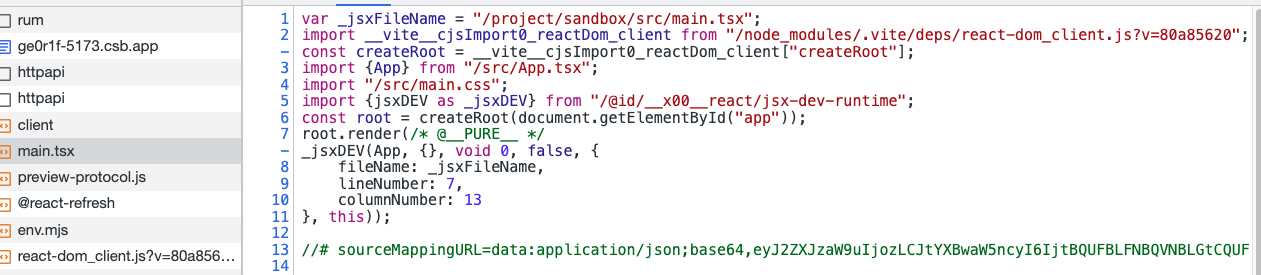 rum
ge0r1f-5173.csb.app
httpapi
httpapi
client
main.tsx
preview-protocol.js
@react-refresh
env.mjs
react-dom_client.js?v=80a856…
1 var _jsxFileName = "/project/sandbox/src/main.tsx";
2 import __vite__cjsImport0_reactDom_client from "/node_modules/.vite/deps/react-dom_client.js?v=80a85620";
- const createRoot = __vite__cjsImport0_reactDom_client["createRoot"];
3 import {App} from "/src/App.tsx";
4 import "/src/main.css";
5 import {jsxDEV as _jsxDEV} from "/@id/__x00__react/jsx-dev-runtime";
6 const root = createRoot(document.getElementById("app"));
7 root.render(/* @__PURE__ */
- _jsxDEV(App, {}, void 0, false, {
8 fileName: _jsxFileName,
9 lineNumber: 7,
10 columnNumber: 13
11 }, this));
12
13 //# sourceMappingURL=data:application/json;base64,eyJ2ZXJzaW9uIjozLCJtYXBwaW5ncyI6IjtBQUFBLFNBQVNBLGtCQUF
14